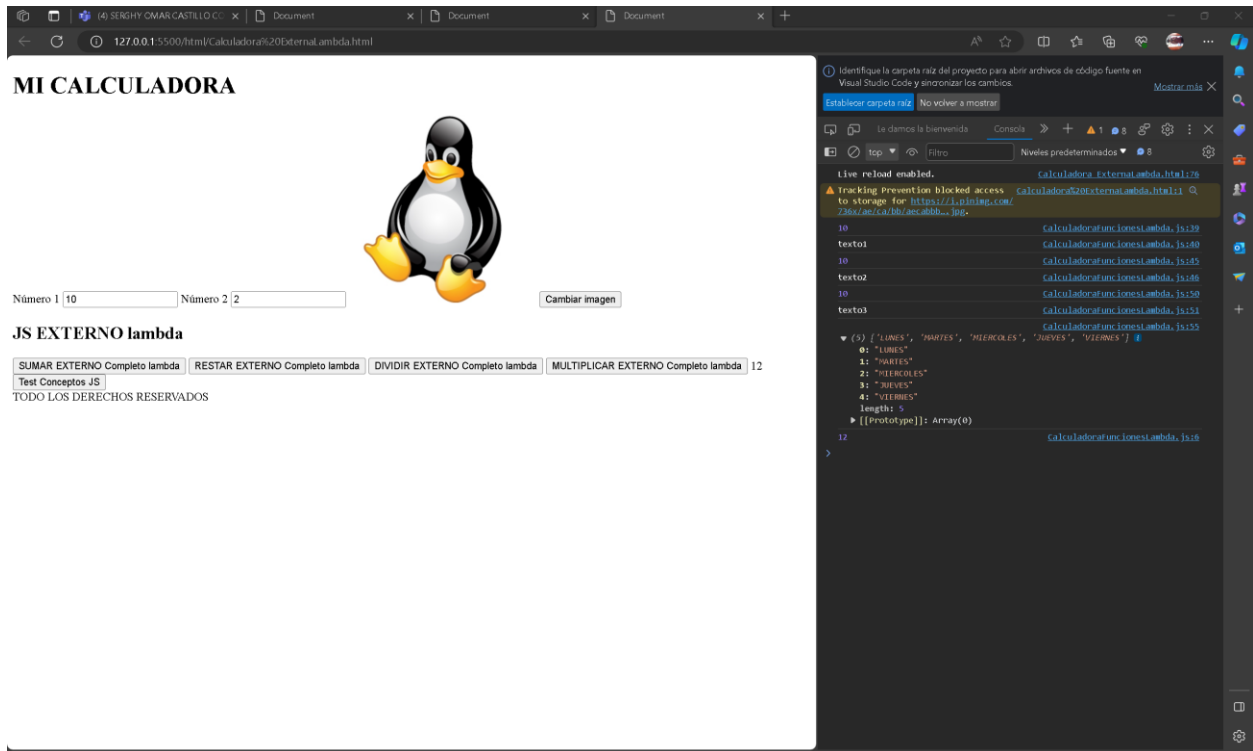 (4) SERGHY OMAR CASTILLO CC
Document
Document
Document
127.0.0.1:5500/html/Calculadora%20ExternaLambda.html
MI CALCULADORA
Número 1 10 Número 2 2 Cambiar imagen
JS EXTERNO lambda
SUMAR EXTERNO Completo lambda RESTAR EXTERNO Completo lambda DIVIDIR EXTERNO Completo lambda MULTIPLICAR EXTERNO Completo lambda 12
Test Conceptos JS
TODO LOS DERECHOS RESERVADOS
Identifique la carpeta raíz del proyecto para abrir archivos de código fuente en
Visual Studio Code y sincronizar los cambios.
Mostrar más
Establecer carpeta raíz No volver a mostrar
Le damos la bienvenida Consola 1 8
top Filtro Niveles predeterminados 8
Live reload enabled. Calculadora ExternaLambda.html:76
Tracking Prevention blocked access Calculadora%20ExternaLambda.html:1
to storage for https://i.pinimg.com/
736x/ae/ca/bb/aecabbb….jpg.
10 CalculadoraFuncionesLambda.js:39
texto1 CalculadoraFuncionesLambda.js:40
10 CalculadoraFuncionesLambda.js:45
texto2 CalculadoraFuncionesLambda.js:46
10 CalculadoraFuncionesLambda.js:50
texto3 CalculadoraFuncionesLambda.js:51
CalculadoraFuncionesLambda.js:55
(5) ['LUNES', 'MARTES', 'MIERCOLES', 'JUEVES', 'VIERNES']
0: "LUNES"
1: "MARTES"
2: "MIERCOLES"
3: "JUEVES"
4: "VIERNES"
length: 5
[[Prototype]]: Array(0)
12 CalculadoraFuncionesLambda.js:6